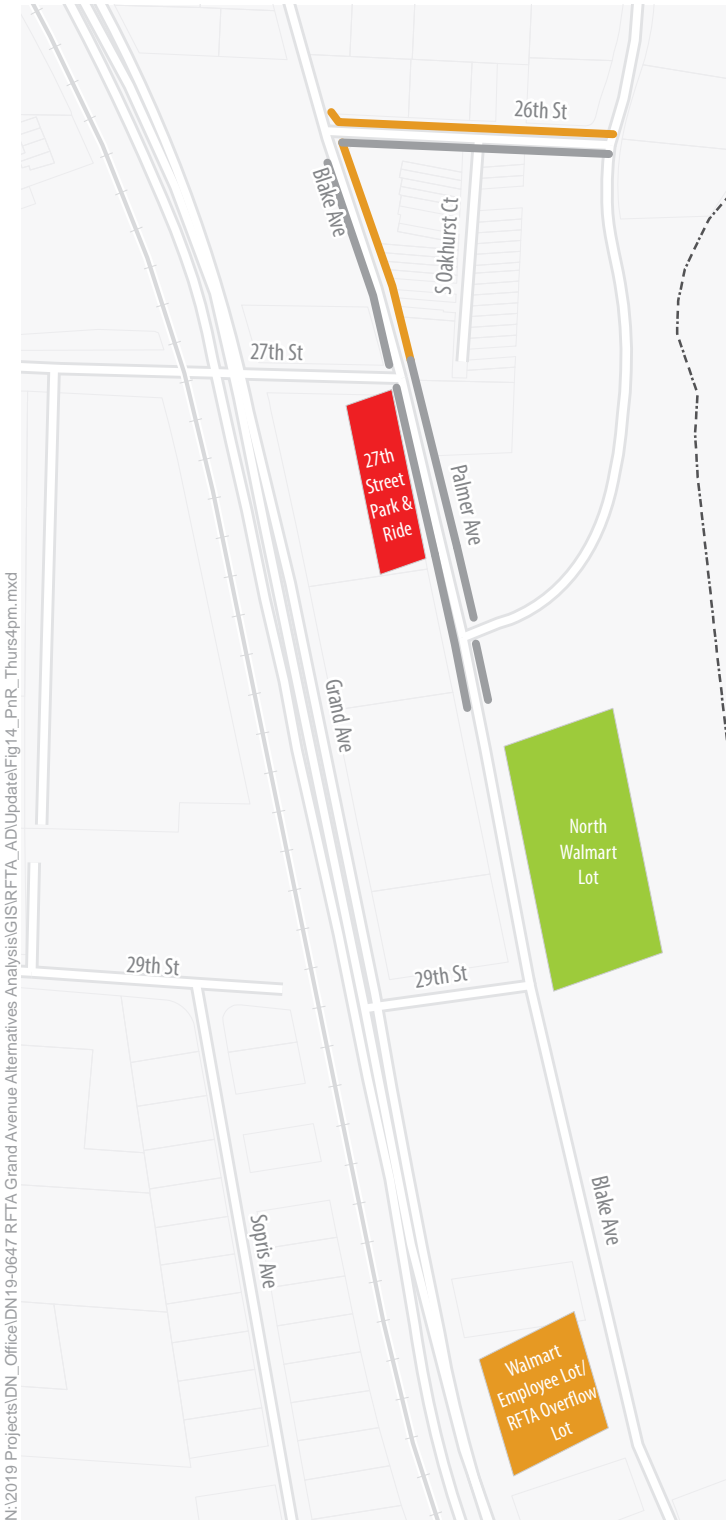 26th St
Blake Ave
S Oakhurst Ct
27th St
27th
Street
Park &
Ride
Palmer Ave
Grand Ave
North
Walmart
Lot
29th St
29th St
Blake Ave
Sopris Ave
Walmart
Employee Lot/
RFTA Overflow
Lot
N:\2019 Projects\DN_Office\DN19-0647 RFTA Grand Avenue Alternatives Analysis\GIS\RFTA_AD\Update\Fig14_PnR_Thurs4pm.mxd